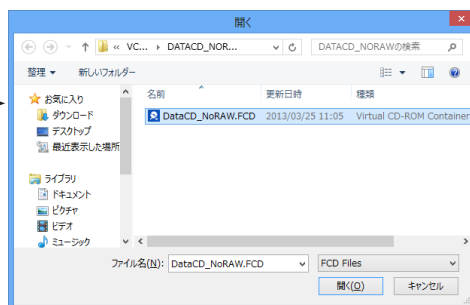 開く
« VC... ▸ DATACD_NOR...
DATACD_NORAWの検索
整理 ▼ 新しいフォルダー
名前 更新日時 種類
DataCD_NoRAW.FCD 2013/03/25 11:05 Virtual CD-ROM Container
お気に入り
ダウンロード
デスクトップ
最近表示した場所
ライブラリ
ドキュメント
ピクチャ
ビデオ
ミュージック
ファイル名(N): DataCD_NoRAW.FCD
FCD Files
開く(O) キャンセル